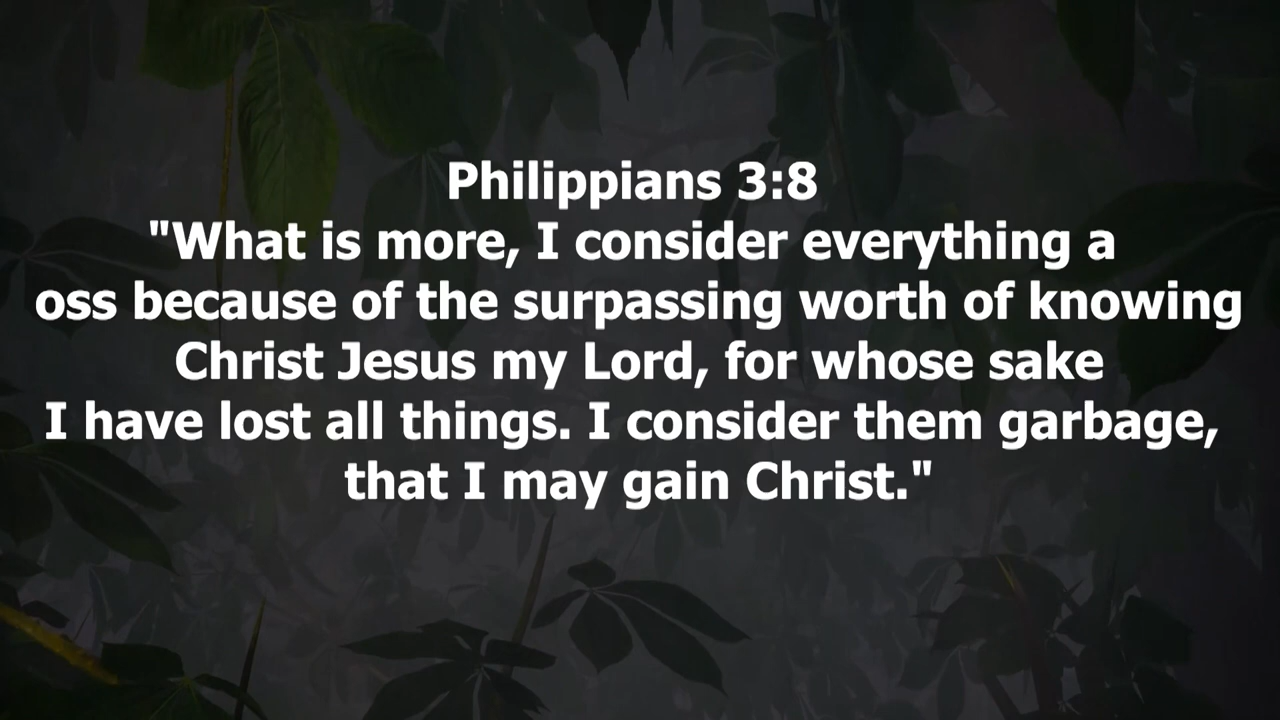 Philippians 3:8
"What is more, I consider everything a
oss because of the surpassing worth of knowing
Christ Jesus my Lord, for whose sake
I have lost all things. I consider them garbage,
that I may gain Christ."